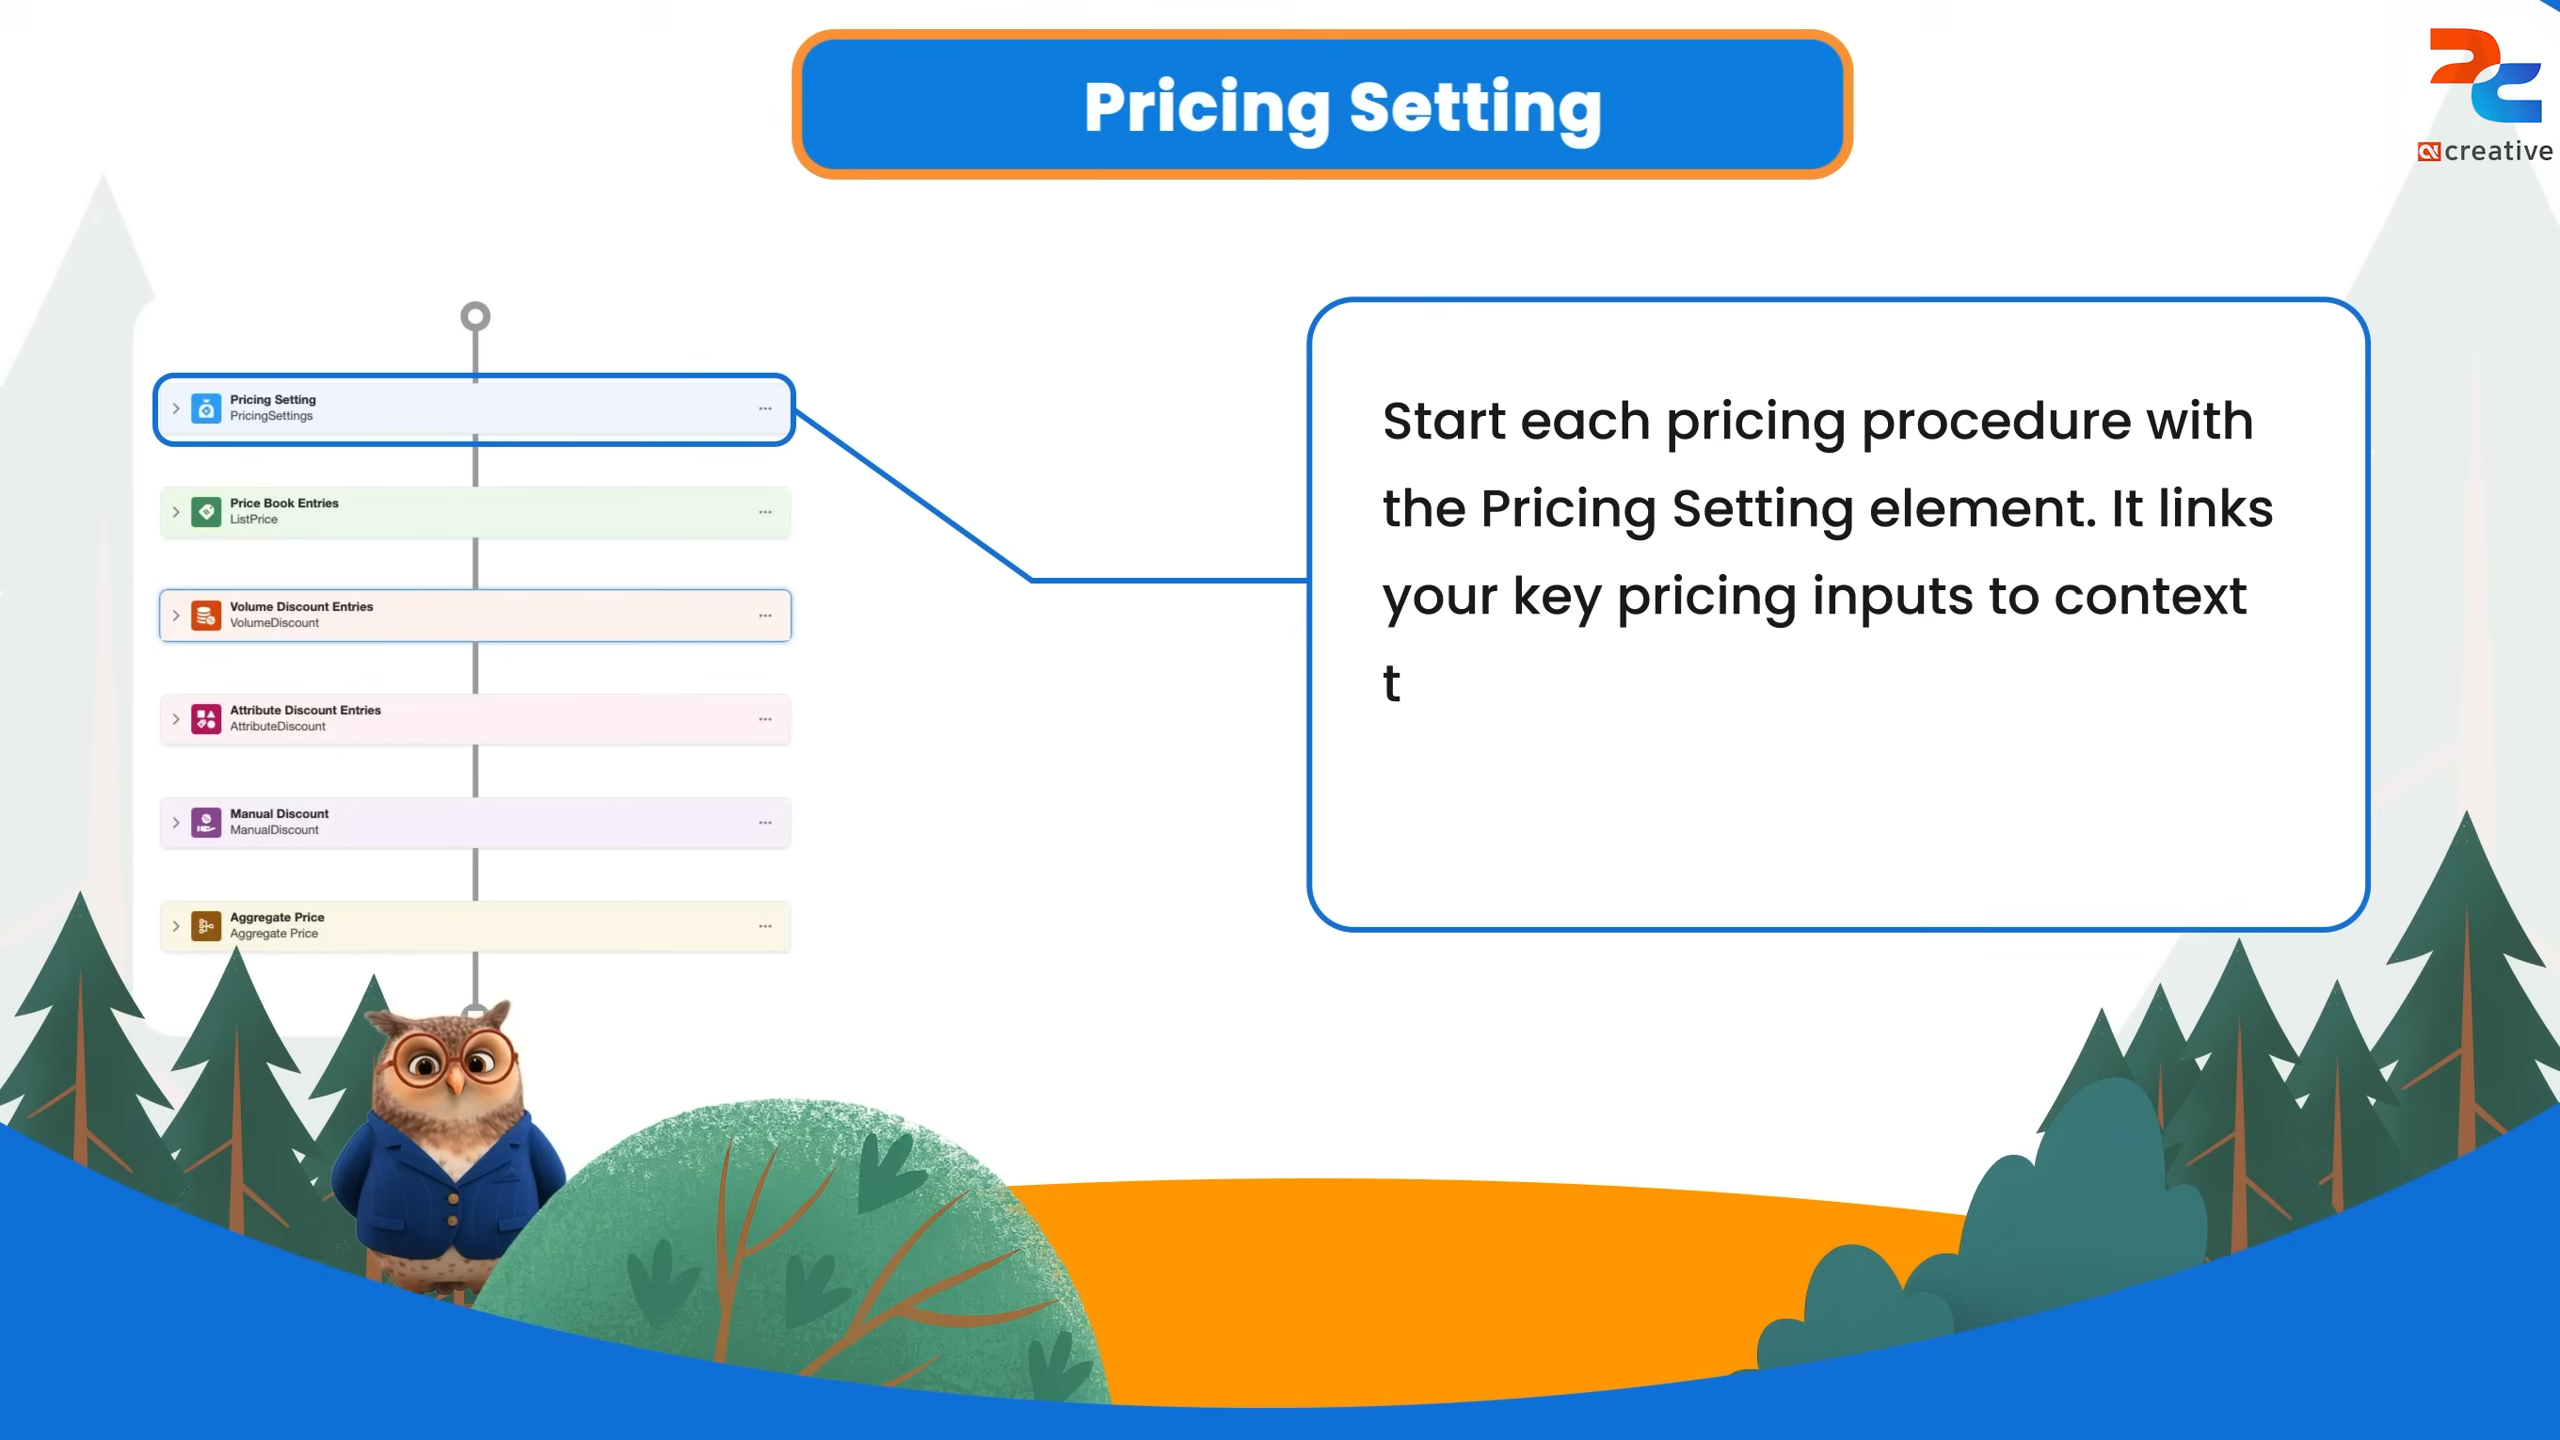 Pricing Setting
creative
Pricing Setting
PricingSettings
Price Book Entries
ListPrice
Volume Discount Entries
VolumeDiscount
Attribute Discount Entries
AttributeDiscount
Manual Discount
ManualDiscount
Aggregate Price
Aggregate Price
Start each pricing procedure with
the Pricing Setting element. It links
your key pricing inputs to context
t